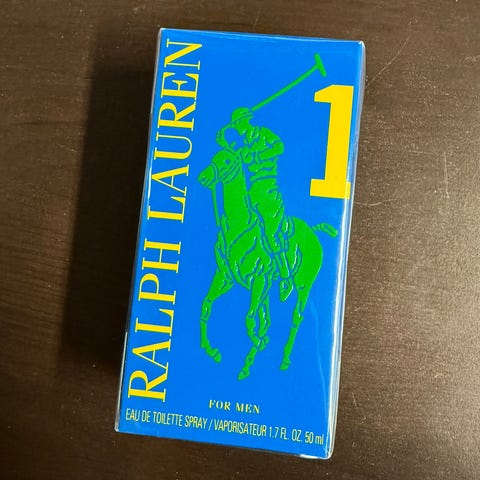 RALPH LAUREN
1
FOR MEN
EAU DE TOILETTE SPRAY / VAPORISATEUR 1.7 FL. OZ. 50 ml